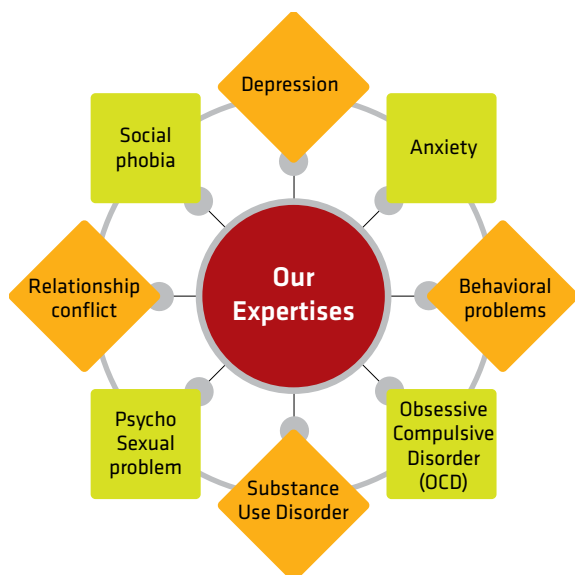 Depression
Social
phobia
Anxiety
Our
Expertises
Relationship
conflict
Behavioral
problems
Psycho
Sexual
problem
Obsessive
Compulsive
Disorder
(OCD)
Substance
Use Disorder